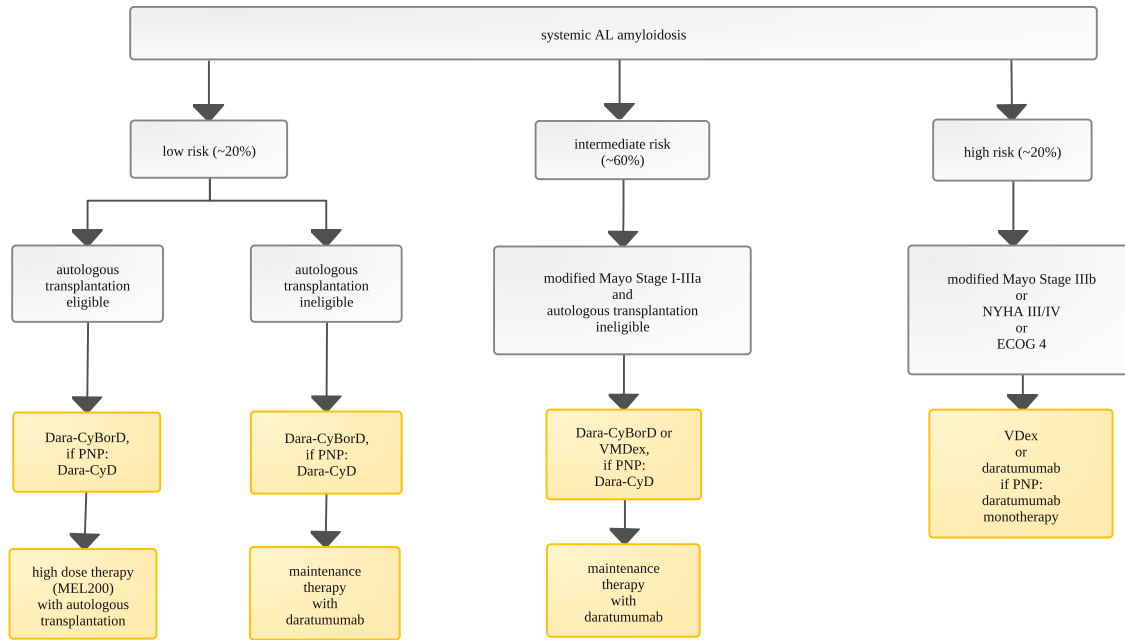 systemic AL amyloidosis
low risk (~20%)
intermediate risk
(~60%)
high risk (~20%)
autologous
transplantation
eligible
autologous
transplantation
ineligible
modified Mayo Stage I-IIIa
and
autologous transplantation
ineligible
modified Mayo Stage IIIb
or
NYHA III/IV
or
ECOG 4
Dara-CyBorD,
if PNP:
Dara-CyD
Dara-CyBorD,
if PNP:
Dara-CyD
Dara-CyBorD or
VMDex,
if PNP:
Dara-CyD
VDex
or
daratumumab
if PNP:
daratumumab
monotherapy
high dose therapy
(MEL200)
with autologous
transplantation
maintenance
therapy
with
daratumumab
maintenance
therapy
with
daratumumab